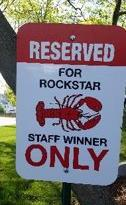 RESERVED
FOR
ROCKSTAR
STAFF WINNER
ONLY